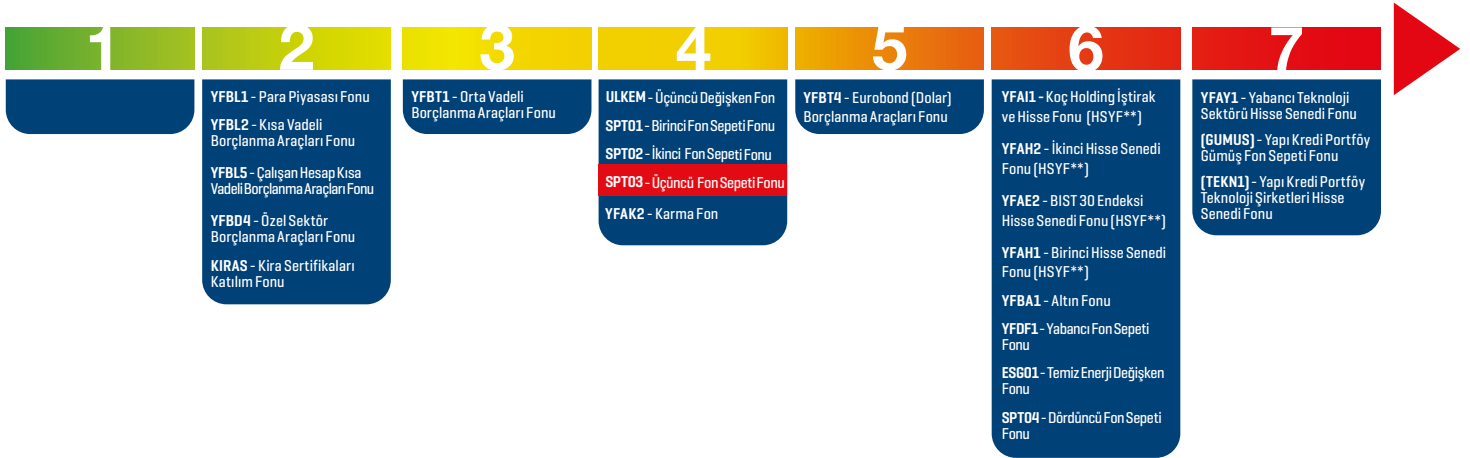 1
2
3
4
5
6
7
YFBL1 - Para Piyasası Fonu
YFBL2 - Kısa Vadeli
Borçlanma Araçları Fonu
YFBL5 - Çalışan Hesap Kısa
Vadeli Borçlanma Araçları Fonu
YFBD4 - Özel Sektör
Borçlanma Araçları Fonu
KIRAS - Kira Sertifikaları
Katılım Fonu
YFBT1 - Orta Vadeli
Borçlanma Araçları Fonu
ULKEM - Üçüncü Değişken Fon
SPT01 - Birinci Fon Sepeti Fonu
SPT02 - İkinci Fon Sepeti Fonu
SPT03 - Üçüncü Fon Sepeti Fonu
YFAK2 - Karma Fon
YFBT4 - Eurobond (Dolar)
Borçlanma Araçları Fonu
YFAI1 - Koç Holding İştirak
ve Hisse Fonu (HSYF**)
YFAH2 - İkinci Hisse Senedi
Fonu (HSYF**)
YFAE2 - BIST 30 Endeksi
Hisse Senedi Fonu (HSYF**)
YFAH1 - Birinci Hisse Senedi
Fonu (HSYF**)
YFBA1 - Altın Fonu
YFDF1 - Yabancı Fon Sepeti
Fonu
ESG01 - Temiz Enerji Değişken
Fonu
SPT04 - Dördüncü Fon Sepeti
Fonu
YFAY1 - Yabancı Teknoloji
Sektörü Hisse Senedi Fonu
(GUMUS) - Yapı Kredi Portföy
Gümüş Fon Sepeti Fonu
(TEKN1) - Yapı Kredi Portföy
Teknoloji Şirketleri Hisse
Senedi Fonu